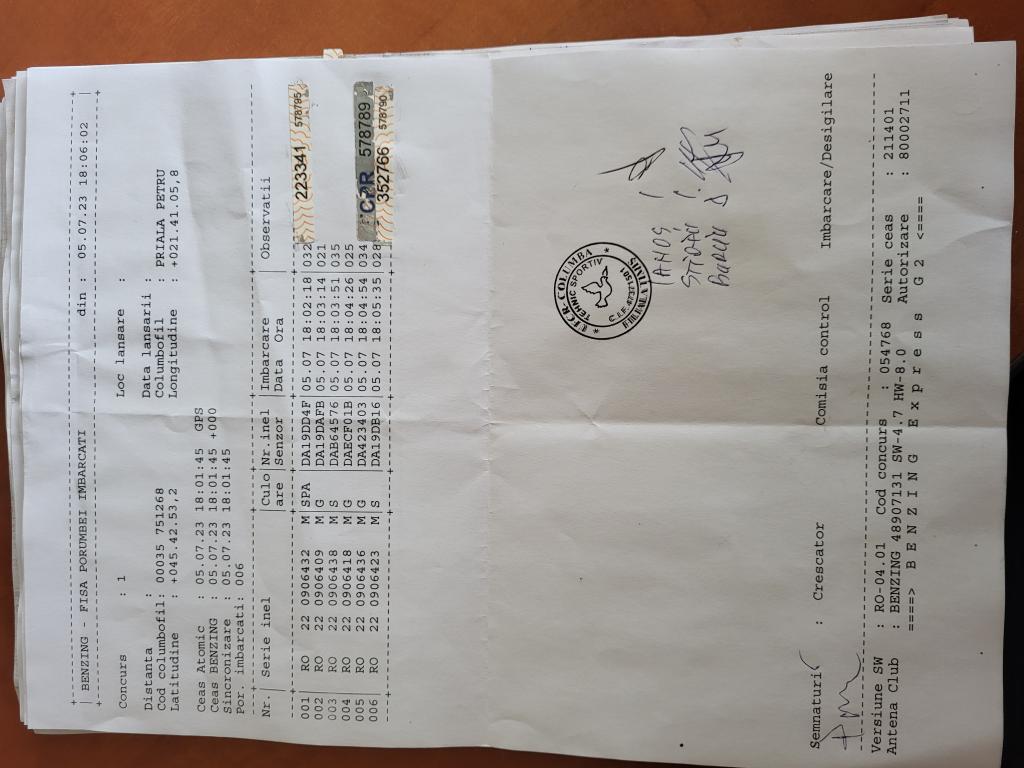 BENZING - FISA PORUMBEI IMBARCATI din : 05.07.23 18:06:02
Concurs : 1 Loc lansare :
Distanta : Data lansarii :
Cod columbofil: 00035 751268 Columbofil : PRIALA PETRU
Latitudine : +045.42.53,2 Longitudine : +021.41.05,8
Ceas Atomic : 05.07.23 18:01:45 GPS
Ceas BENZING : 05.07.23 18:01:45 +000
Sincronizare : 05.07.23 18:01:45
Por. imbarcati: 006
Nr.| Serie inel |Culo|Nr.inel |Imbarcare |Observatii
| |are |Senzor |Data Ora |
001| RO 22 0906432 M|SPA |DA19DD4F|05.07 18:02:18|032
002| RO 22 0906409 M|G |DA19DAFB|05.07 18:03:14|021
003| RO 22 0906438 M|S |DAB64576|05.07 18:03:51|035
004| RO 22 0906418 M|G |DAECF01B|05.07 18:04:26|025
005| RO 22 0906436 M|G |DA423403|05.07 18:04:54|034
006| RO 22 0906423 M|S |DA19DB16|05.07 18:05:35|028
223341 578795
578789
352766 578790
COLUMBA
TEHNIC SPORTIV
Semnaturi : Crescator Comisia control Imbarcare/Desigilare
Versiune SW : RO-04.01 Cod concurs : 054768 Serie ceas : 211401
Antena Club : BENZING 48907131 SW-4.7 HW-8.0 Autorizare : 80002711
====> B E N Z I N G E x p r e s s G 2 <====